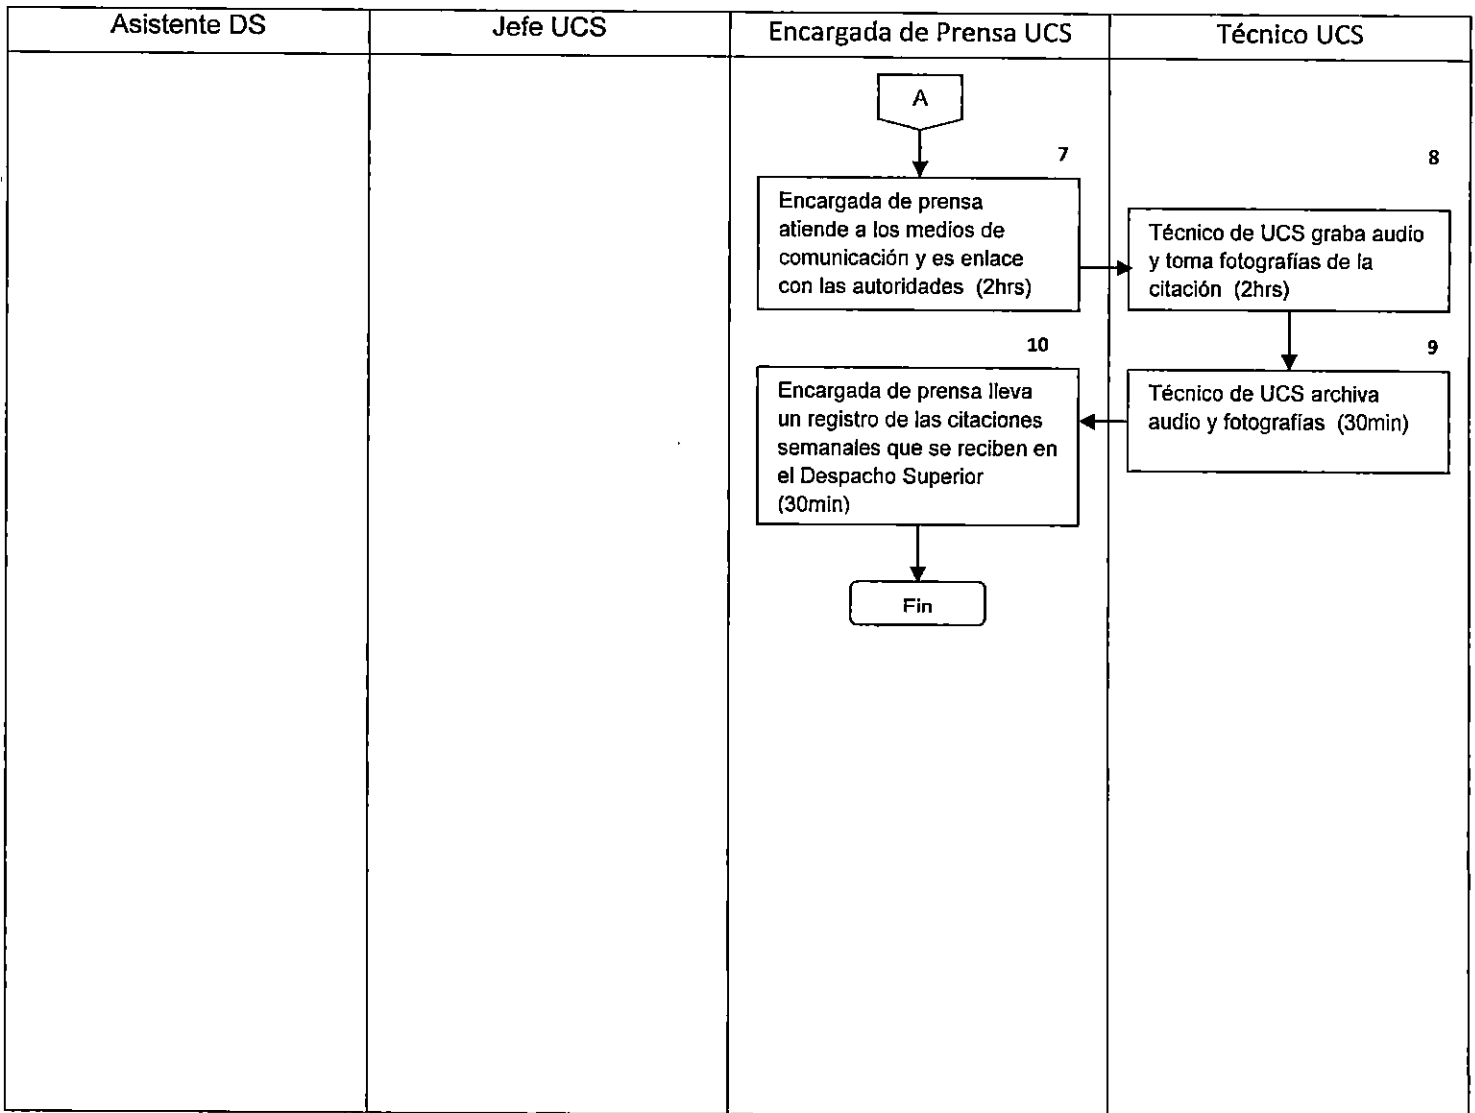 Asistente DS
Jefe UCS
Encargada de Prensa UCS
Técnico UCS
A
7
Encargada de prensa
atiende a los medios de
comunicación y es enlace
con las autoridades (2hrs)
8
Técnico de UCS graba audio
y toma fotografías de la
citación (2hrs)
9
Técnico de UCS archiva
audio y fotografías (30min)
10
Encargada de prensa lleva
un registro de las citaciones
semanales que se reciben en
el Despacho Superior
(30min)
Fin